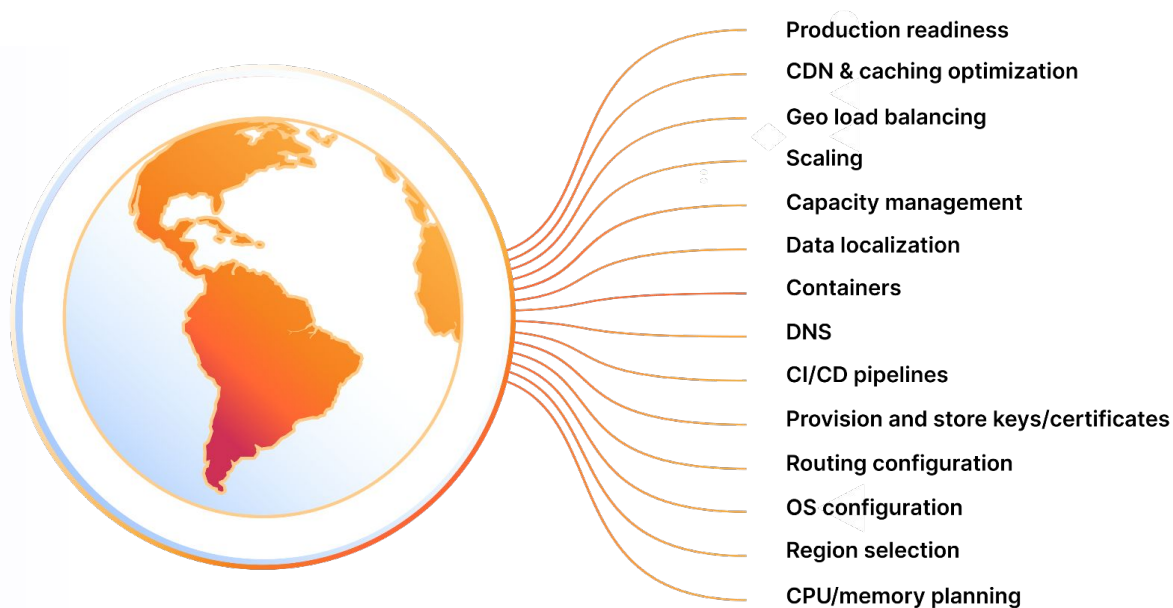 Production readiness
CDN & caching optimization
Geo load balancing
Scaling
Capacity management
Data localization
Containers
DNS
CI/CD pipelines
Provision and store keys/certificates
Routing configuration
OS configuration
Region selection
CPU/memory planning